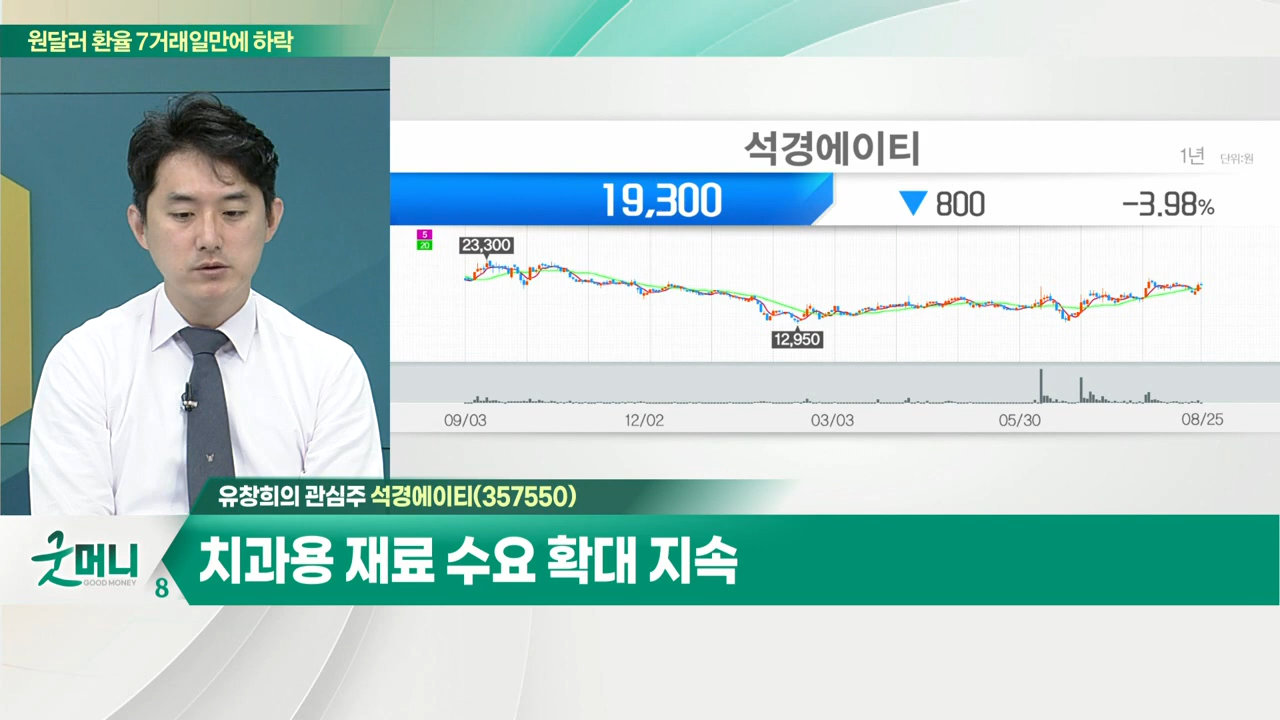 원달러 환율 7거래일만에 하락
석경에이티
1년 단위:원
19,300 ▼ 800 -3.98%
5
20
23,300
12,950
09/03 12/02 03/03 05/30 08/25
유창희의 관심주 석경에이티(357550)
굿머니
GOOD MONEY
8
치과용 재료 수요 확대 지속